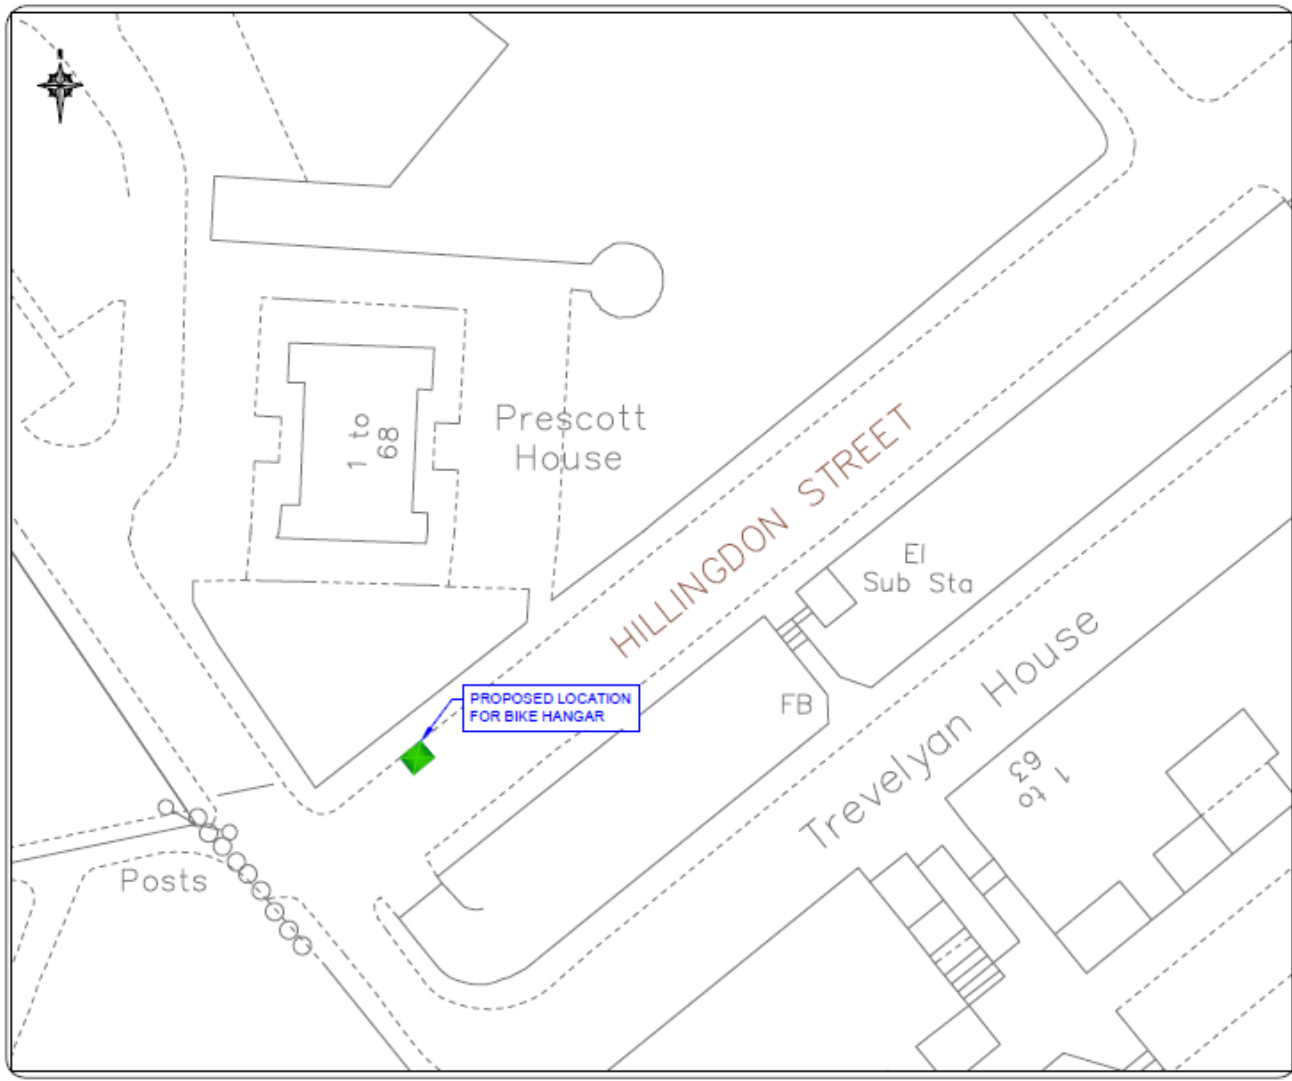 Prescott
House
1 to
68
HILLINGDON STREET
El
Sub Sta
PROPOSED LOCATION
FOR BIKE HANGAR
FB
Trevelyan House
1 to
63
Posts